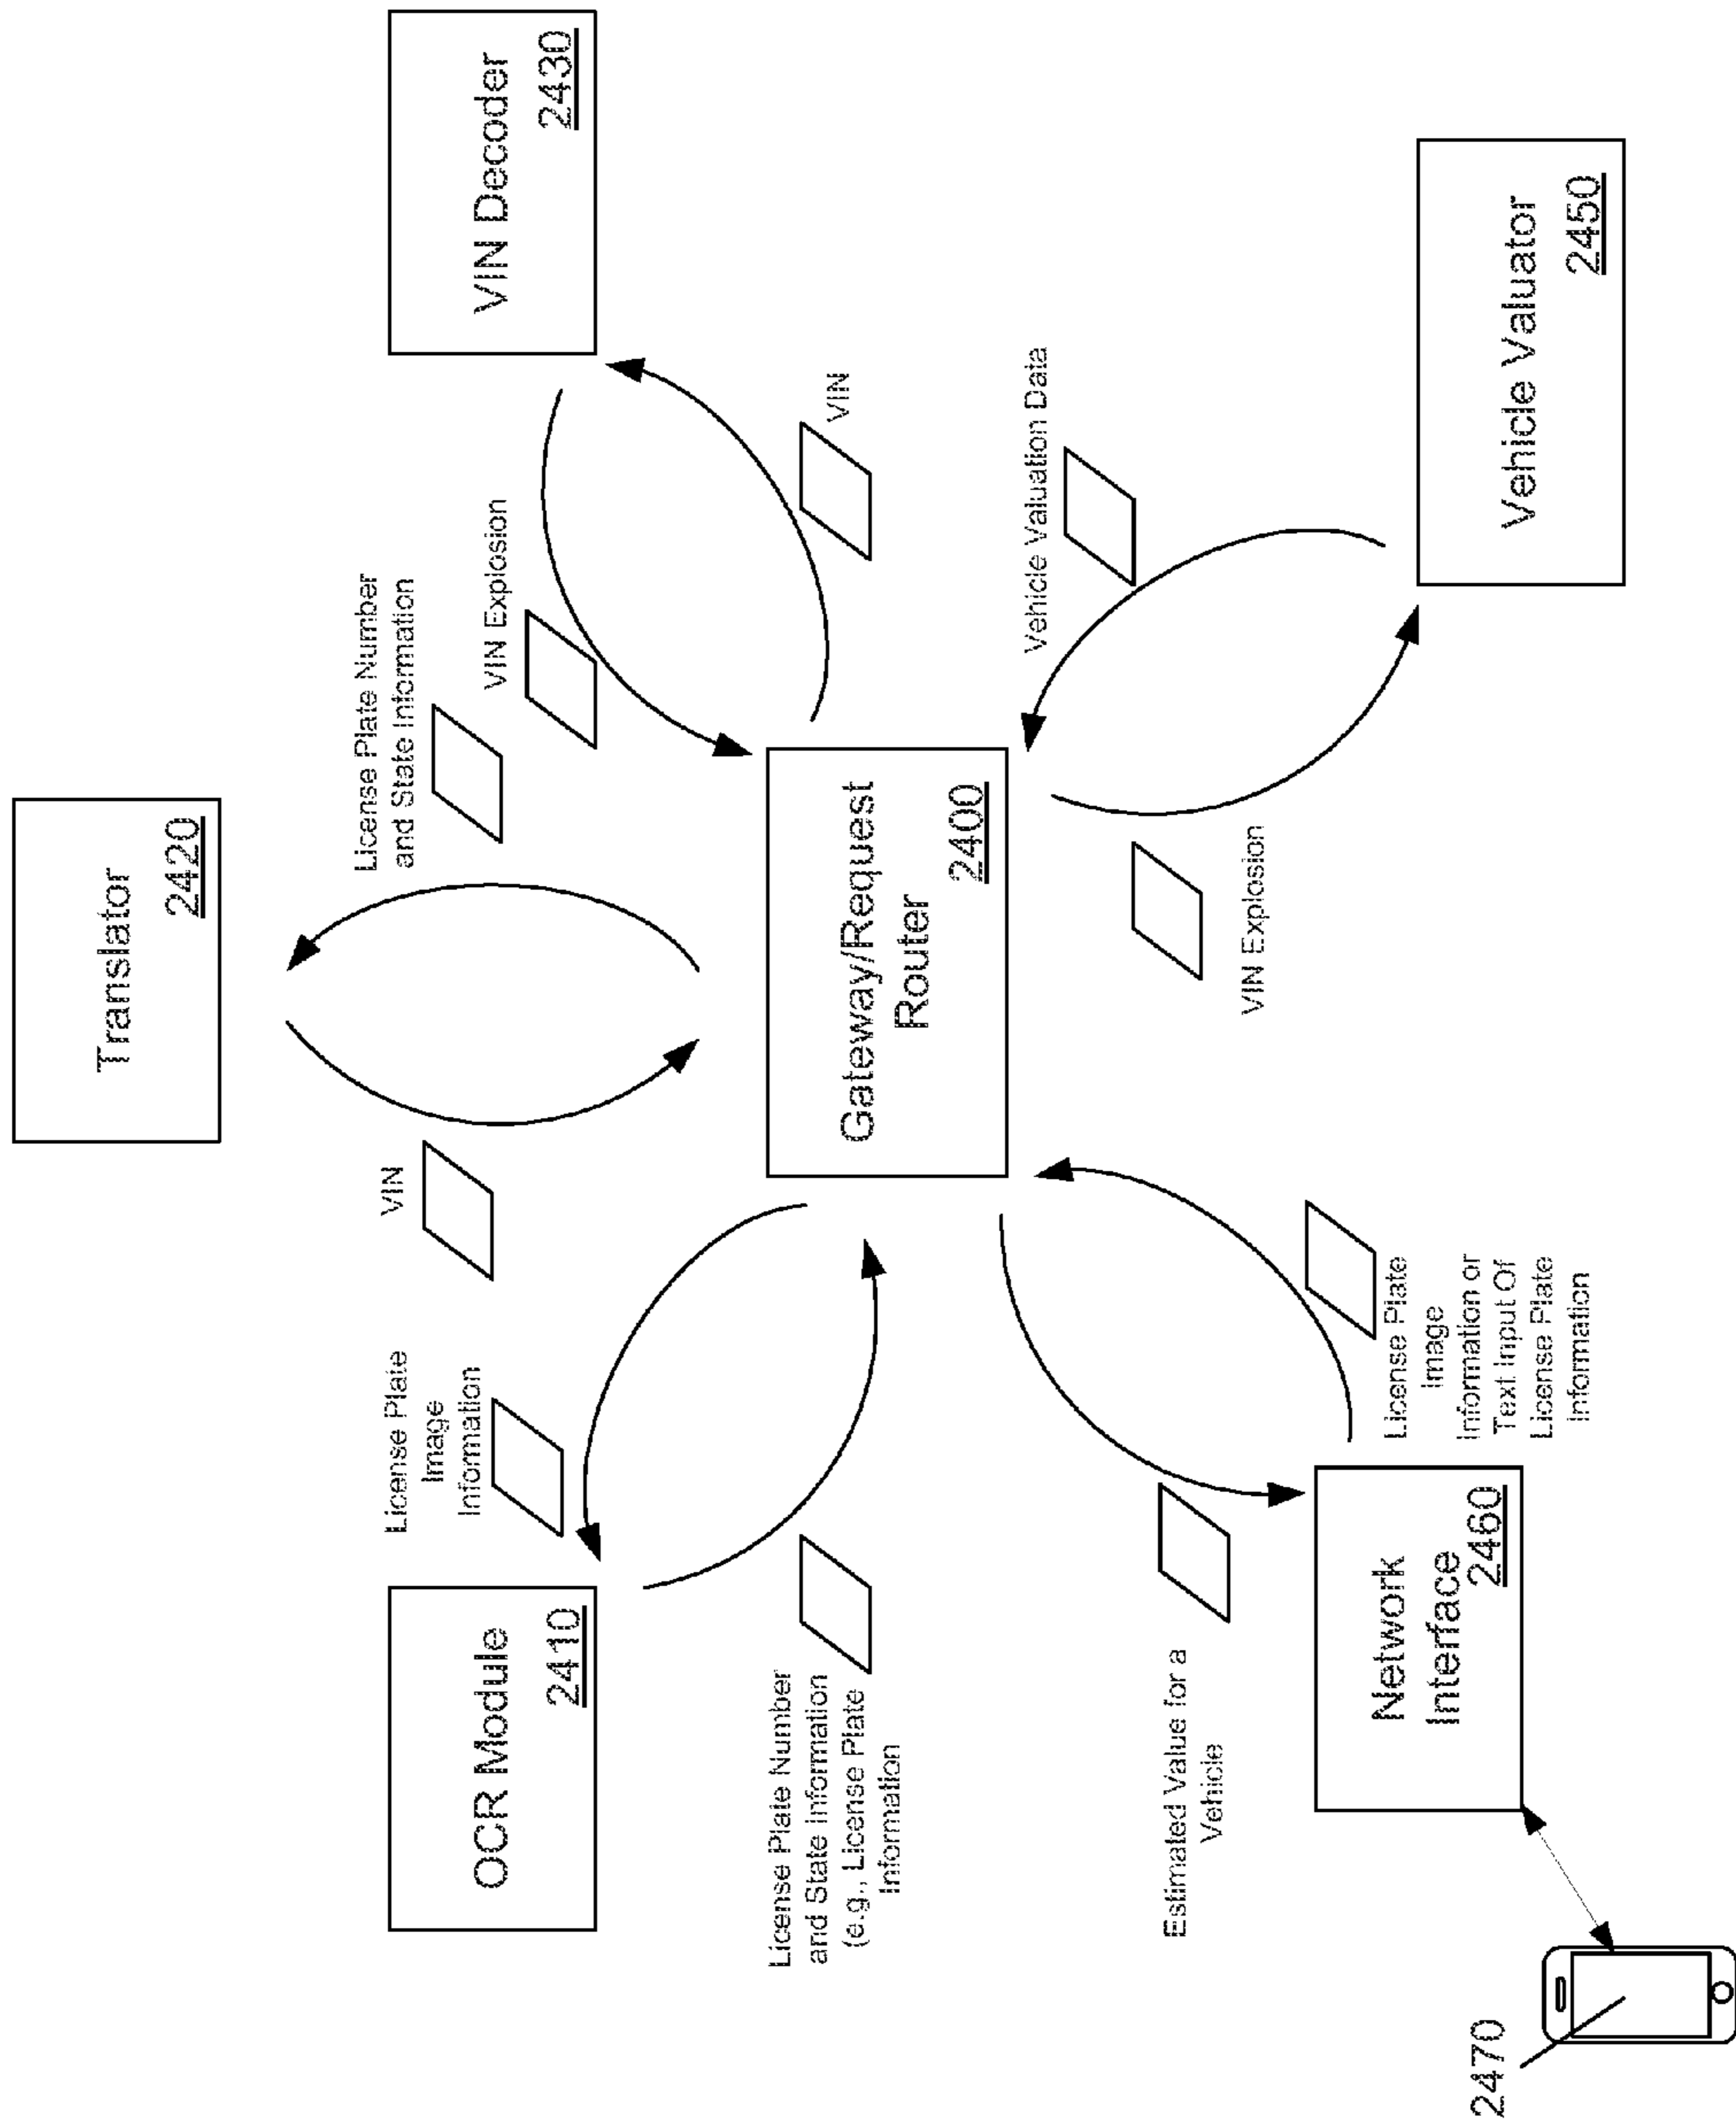 Translator
2420
License Plate Number
and State Information
VIN
License Plate
Image
Information
VIN Explosion
OCR Module
2410
VIN Decoder
2430
License Plate Number
and State Information
(e.g., License Plate
Information
VIN
Gateway/Request
Router
2400
Vehicle Valuation Data
Estimated Value for a
Vehicle
VIN Explosion
License Plate
Image
Information or
Text Input Of
License Plate
Information
Network
Interface
2460
Vehicle Valuator
2450
2470